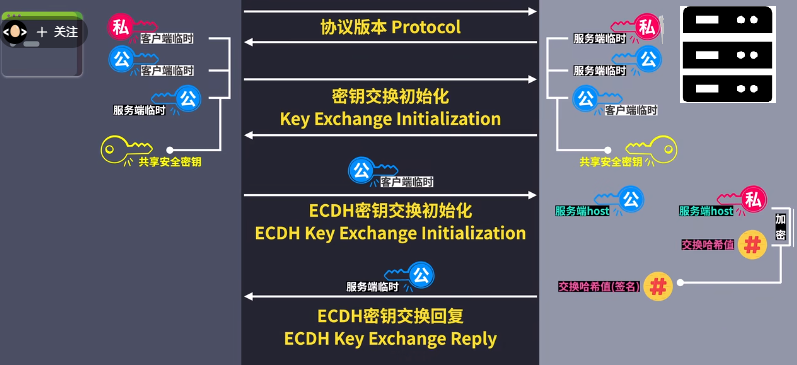 + 关注
私
客户端临时
公
客户端临时
公
服务端临时
共享安全密钥
协议版本 Protocol
密钥交换初始化
Key Exchange Initialization
公
客户端临时
ECDH密钥交换初始化
ECDH Key Exchange Initialization
公
服务端临时
ECDH密钥交换回复
ECDH Key Exchange Reply
私
服务端临时
公
服务端临时
公
客户端临时
共享安全密钥
公
服务端host
私
服务端host
加
密
交换哈希值
#
交换哈希值(签名)
#